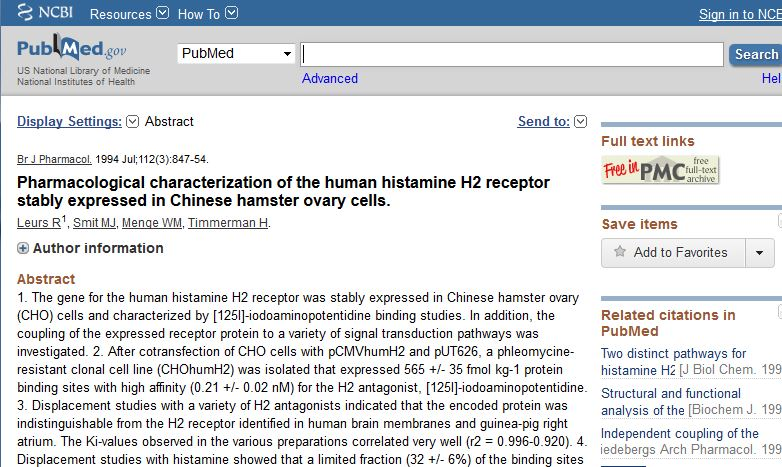 NCBI Resources How To Sign in to NCB
PubMed.gov
US National Library of Medicine
National Institutes of Health
PubMed
Search
Advanced
Hel
Display Settings: Abstract Send to:
Br J Pharmacol. 1994 Jul;112(3):847-54.
Pharmacological characterization of the human histamine H2 receptor
stably expressed in Chinese hamster ovary cells.
Leurs R1, Smit MJ, Menge WM, Timmerman H.
Author information
Abstract
1. The gene for the human histamine H2 receptor was stably expressed in Chinese hamster ovary
(CHO) cells and characterized by [125I]-iodoaminopotentidine binding studies. In addition, the
coupling of the expressed receptor protein to a variety of signal transduction pathways was
investigated. 2. After cotransfection of CHO cells with pCMVhumH2 and pUT626, a phleomycine-
resistant clonal cell line (CHOhumH2) was isolated that expressed 565 +/- 35 fmol kg-1 protein
binding sites with high affinity (0.21 +/- 0.02 nM) for the H2 antagonist, [125I]-iodoaminopotentidine.
3. Displacement studies with a variety of H2 antagonists indicated that the encoded protein was
indistinguishable from the H2 receptor identified in human brain membranes and guinea-pig right
atrium. The Ki-values observed in the various preparations correlated very well (r2 = 0.996-0.920). 4.
Displacement studies with histamine showed that a limited fraction (32 +/- 6%) of the binding sites
Full text links
Free in PMC free
full-text
archive
Save items
Add to Favorites
Related citations in
PubMed
Two distinct pathways for
histamine H2 [J Biol Chem. 199
Structural and functional
analysis of the [Biochem J. 199
Independent coupling of the
iedebergs Arch Pharmacol. 199